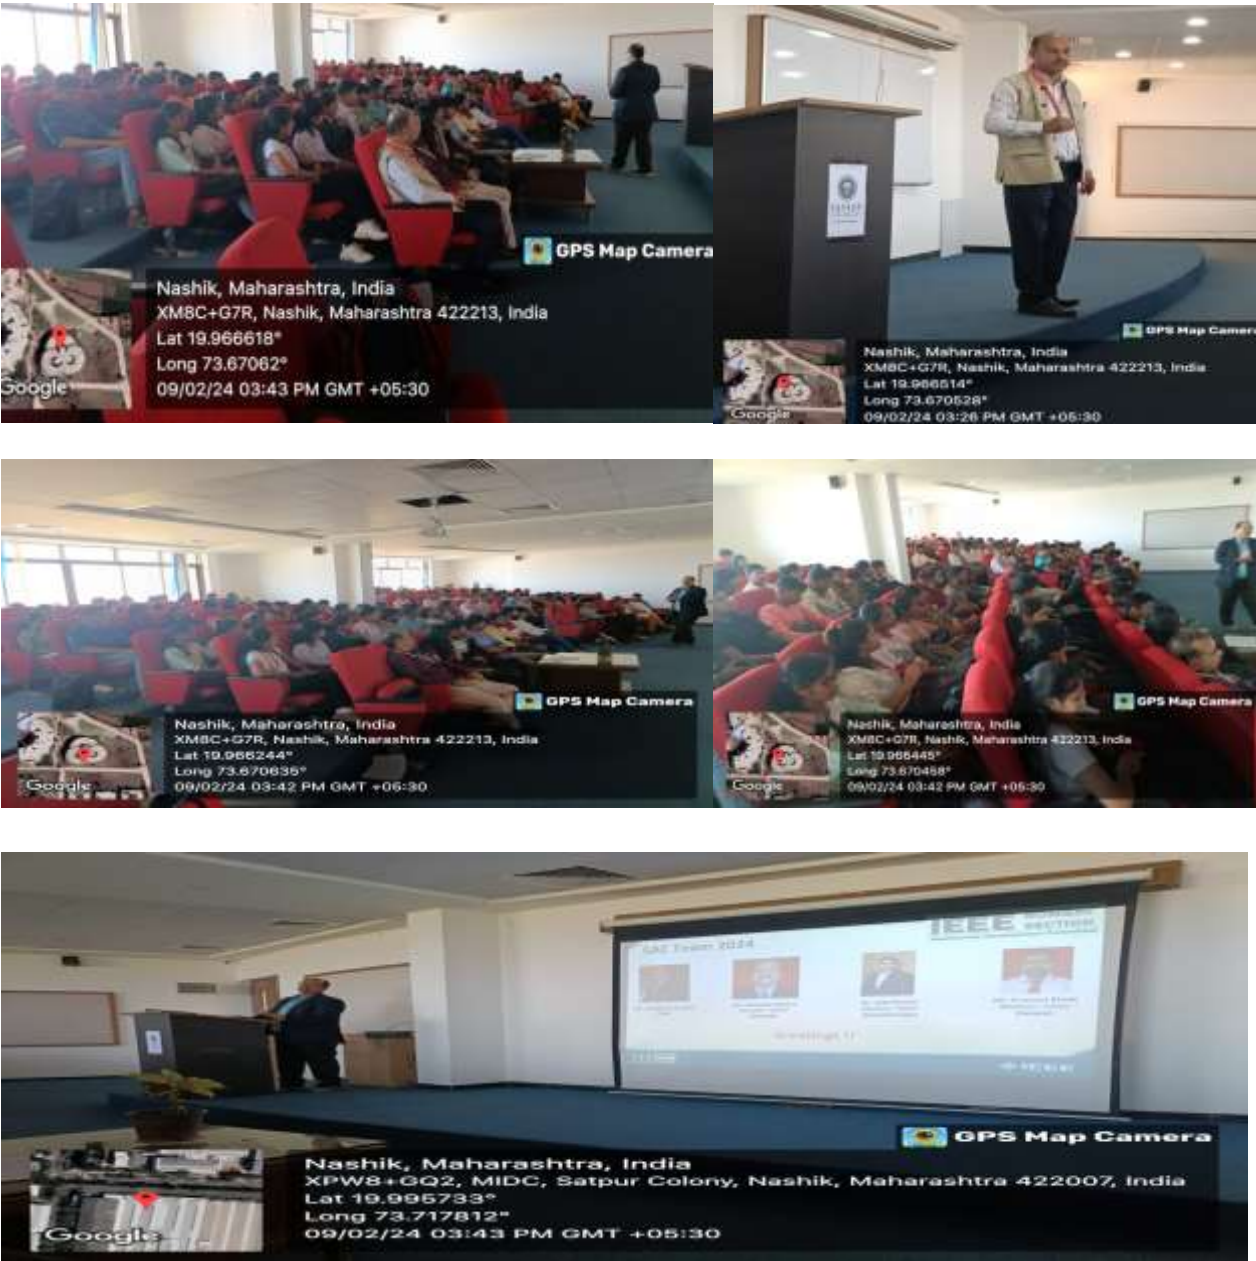 GPS Map Camera
Nashik, Maharashtra, India
XM8C+G7R, Nashik, Maharashtra 422213, India
Lat 19.966618°
Long 73.67062°
09/02/24 03:43 PM GMT +05:30
Google
GPS Map Camera
Nashik, Maharashtra, India
XM8C+G7R, Nashik, Maharashtra 422213, India
Lat 19.966514°
Long 73.670528°
09/02/24 03:26 PM GMT +05:30
Google
GPS Map Camera
Nashik, Maharashtra, India
XM8C+G7R, Nashik, Maharashtra 422213, India
Lat 19.966244°
Long 73.670635°
09/02/24 03:42 PM GMT +05:30
Google
GPS Map Camera
Nashik, Maharashtra, India
XM8C+G7R, Nashik, Maharashtra 422213, India
Lat 19.966445°
Long 73.670458°
09/02/24 03:42 PM GMT +05:30
Google
IEEE
SECTION
Team 2024
GPS Map Camera
Nashik, Maharashtra, India
XPW8+GQ2, MIDC, Satpur Colony, Nashik, Maharashtra 422007, India
Lat 19.995733°
Long 73.717812°
09/02/24 03:43 PM GMT +05:30
Google